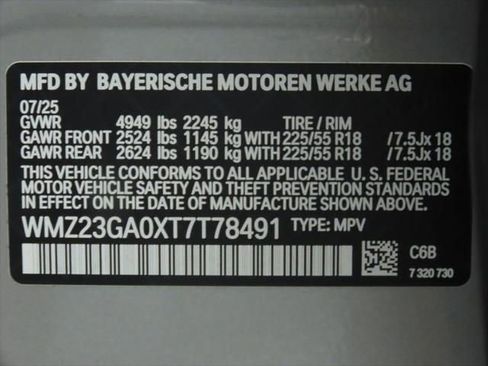 MFD BY BAYERISCHE MOTOREN WERKE AG
07/25
GVWR 4949 lbs 2245 kg TIRE / RIM
GAWR FRONT 2524 lbs 1145 kg WITH 225/55 R18 /7.5Jx 18
GAWR REAR 2624 lbs 1190 kg WITH 225/55 R18 /7.5Jx 18
THIS VEHICLE CONFORMS TO ALL APPLICABLE U. S. FEDERAL
MOTOR VEHICLE SAFETY AND THEFT PREVENTION STANDARDS IN EFFECT ON
THE DATE OF MANUFACTURE SHOWN ABOVE.
WMZ23GA0XT7T78491 TYPE: MPV
C6B
7 320 730